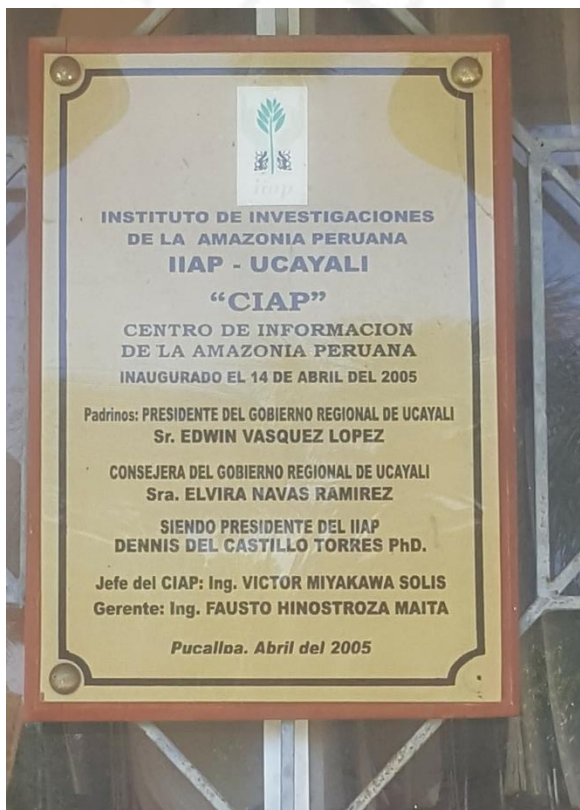 iiap
INSTITUTO DE INVESTIGACIONES
DE LA AMAZONIA PERUANA
IIAP - UCAYALI
“CIAP”
CENTRO DE INFORMACION
DE LA AMAZONIA PERUANA
INAUGURADO EL 14 DE ABRIL DEL 2005
Padrinos: PRESIDENTE DEL GOBIERNO REGIONAL DE UCAYALI
Sr. EDWIN VASQUEZ LOPEZ
CONSEJERA DEL GOBIERNO REGIONAL DE UCAYALI
Sra. ELVIRA NAVAS RAMIREZ
SIENDO PRESIDENTE DEL IIAP
DENNIS DEL CASTILLO TORRES PhD.
Jefe del CIAP: Ing. VICTOR MIYAKAWA SOLIS
Gerente: Ing. FAUSTO HINOSTROZA MAITA
Pucallpa, Abril del 2005